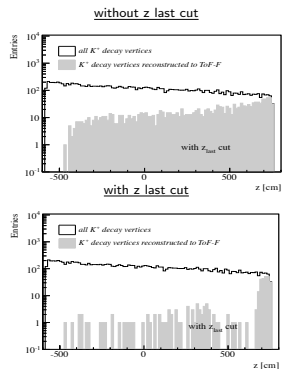 without z last cut
Entries
10⁴
all K⁺ decay vertices
K⁺ decay vertices reconstructed to ToF-F
10³
10²
10
with z_last cut
1
10⁻¹
-500 0 500
z [cm]
with z last cut
Entries
10⁴
all K⁺ decay vertices
K⁺ decay vertices reconstructed to ToF-F
10³
10²
10
with z_last cut
1
10⁻¹
-500 0 500
z [cm]